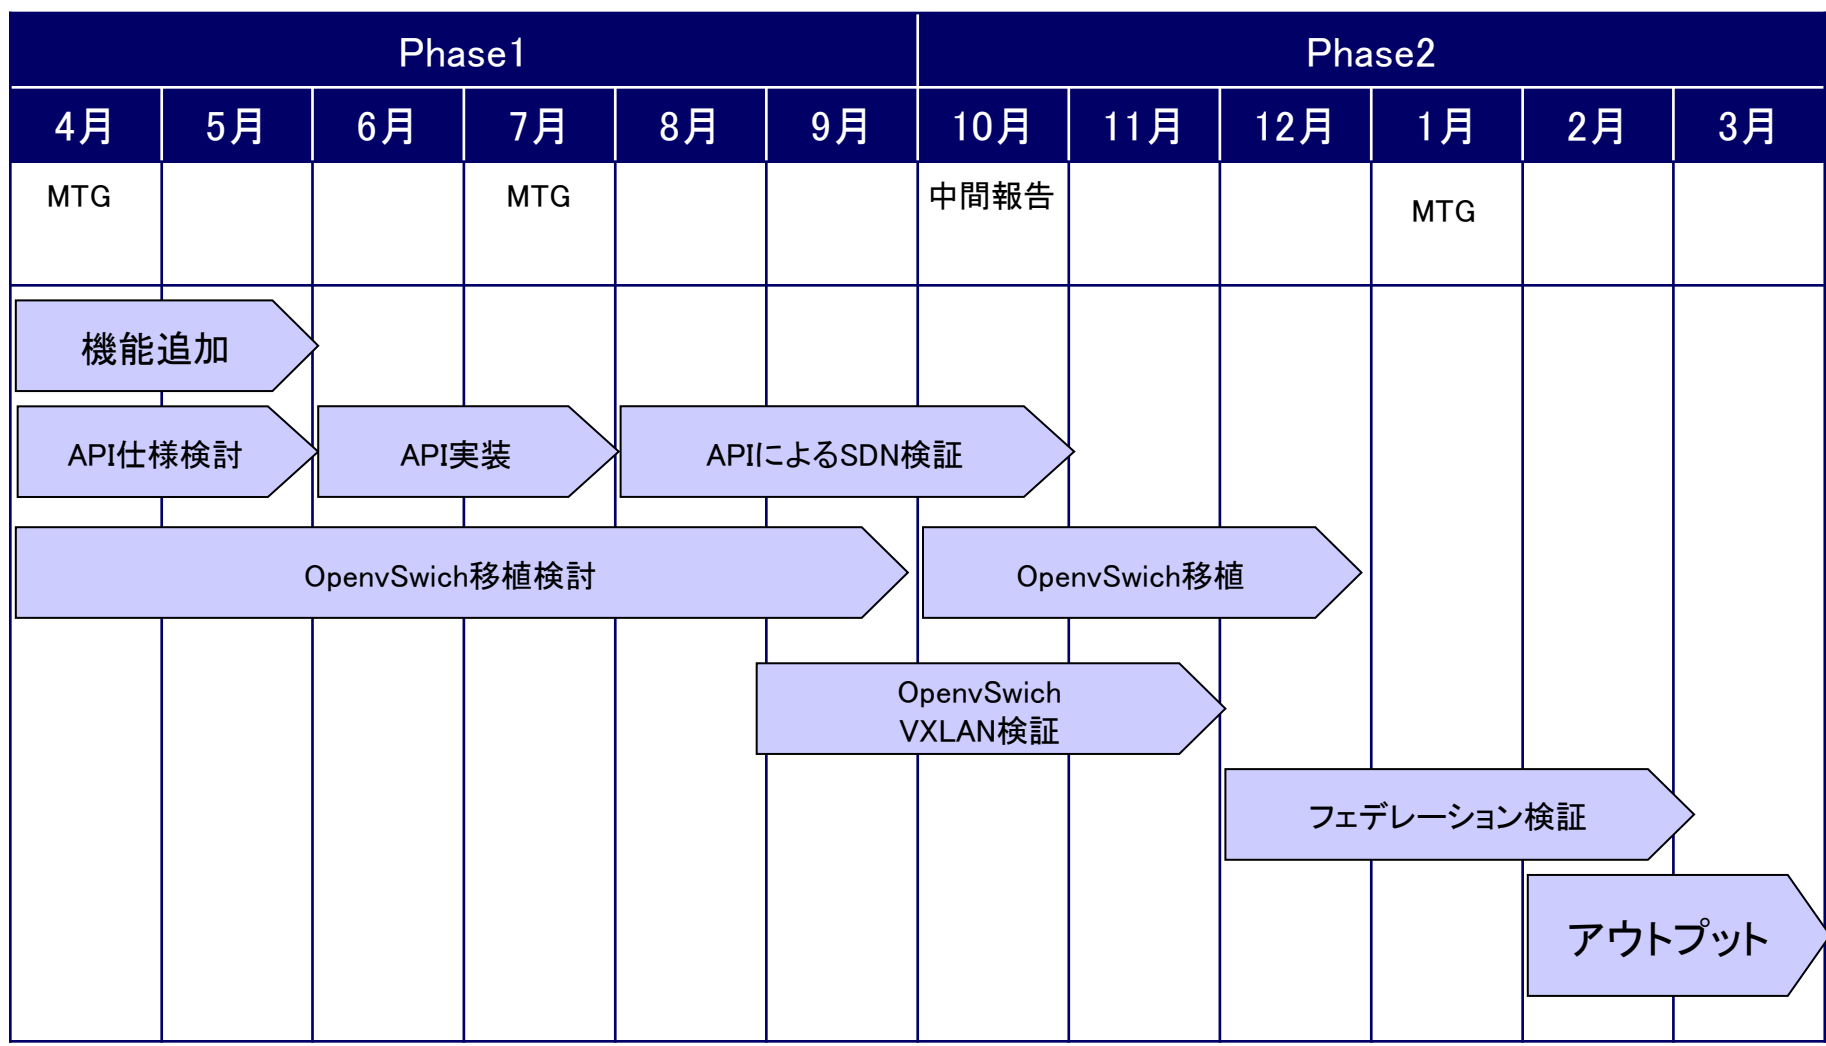 Phase1 Phase2
4月 5月 6月 7月 8月 9月 10月 11月 12月 1月 2月 3月
MTG MTG 中間報告 MTG
機能追加
API仕様検討 API実装 APIによるSDN検証
OpenvSwich移植検討 OpenvSwich移植
OpenvSwich
VXLAN検証
フェデレーション検証
アウトプット